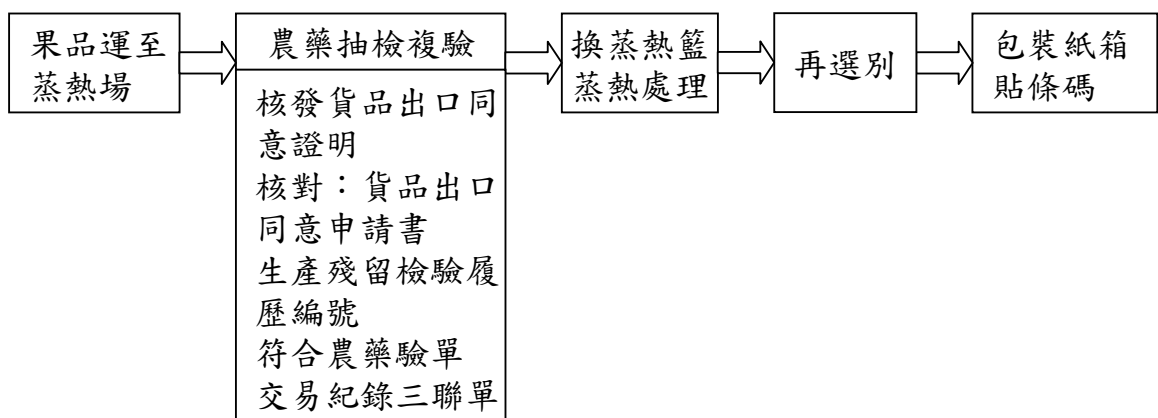 果品運至
蒸熱場
農藥抽檢複驗
核發貨品出口同
意證明
核對：貨品出口
同意申請書
生產殘留檢驗履
歷編號
符合農藥驗單
交易紀錄三聯單
換蒸熱籃
蒸熱處理
再選別
包裝紙箱
貼條碼